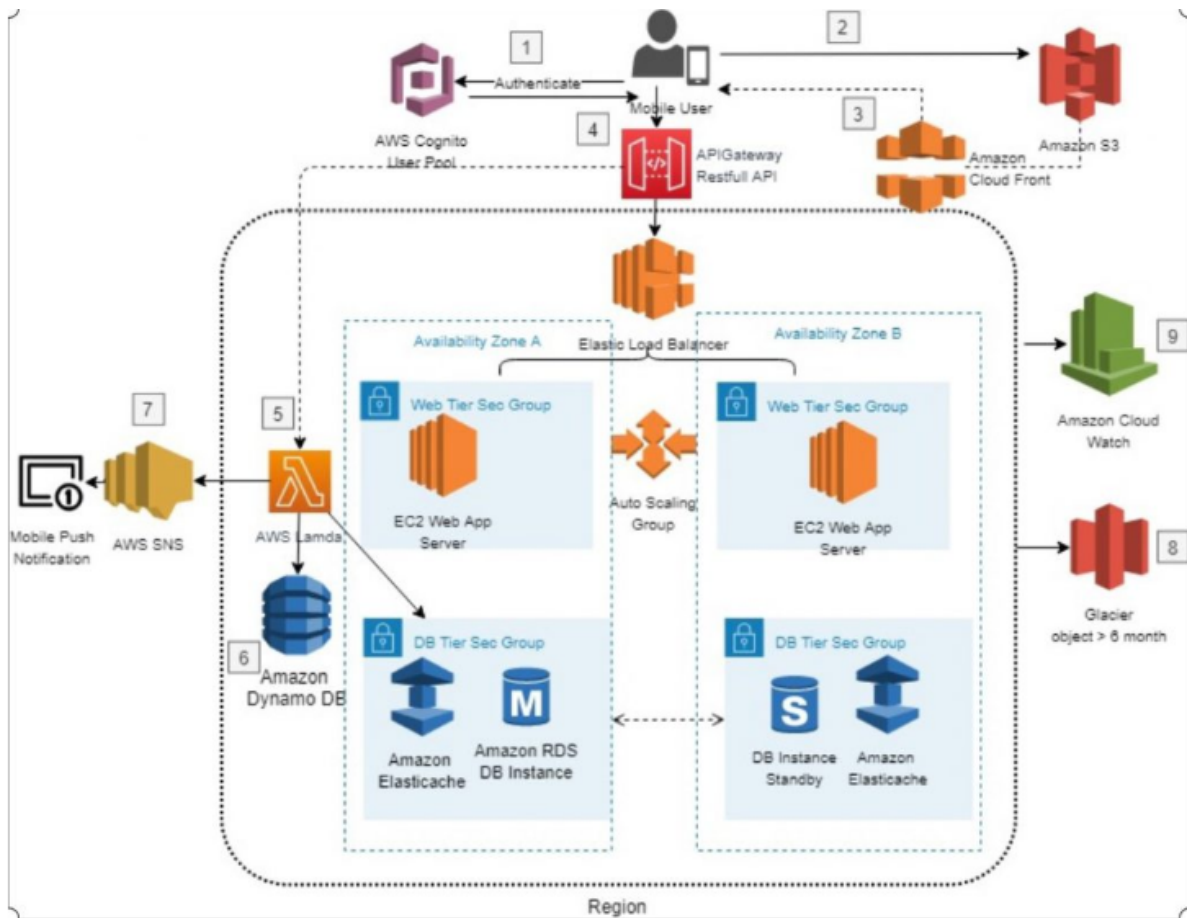 1
2
Authenticate
Mobile User
3
4
AWS Cognito
User Pool
APIGateway
Restfull API
Amazon
Cloud Front
Amazon S3
Availability Zone A
Elastic Load Balancer
Availability Zone B
9
Web Tier Sec Group
Web Tier Sec Group
7
5
Amazon Cloud
Watch
Auto Scaling
Group
EC2 Web App
Server
EC2 Web App
Server
1
Mobile Push
Notification
AWS SNS
AWS Lamda
8
Glacier
object > 6 month
DB Tier Sec Group
DB Tier Sec Group
6
Amazon
Dynamo DB
M
S
Amazon
Elasticache
Amazon RDS
DB Instance
DB Instance
Standby
Amazon
Elasticache
Region